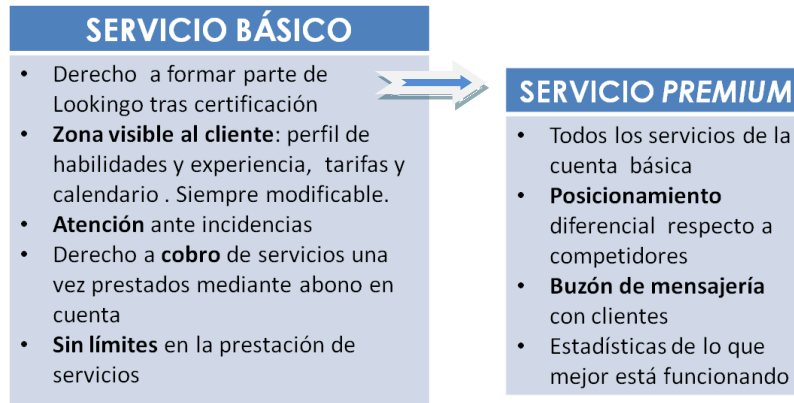 SERVICIO BÁSICO
• Derecho a formar parte de
Lookingo tras certificación
• Zona visible al cliente: perfil de
habilidades y experiencia, tarifas y
calendario . Siempre modificable.
• Atención ante incidencias
• Derecho a cobro de servicios una
vez prestados mediante abono en
cuenta
• Sin límites en la prestación de
servicios
SERVICIO PREMIUM
• Todos los servicios de la
cuenta básica
• Posicionamiento
diferencial respecto a
competidores
• Buzón de mensajería
con clientes
• Estadísticas de lo que
mejor está funcionando